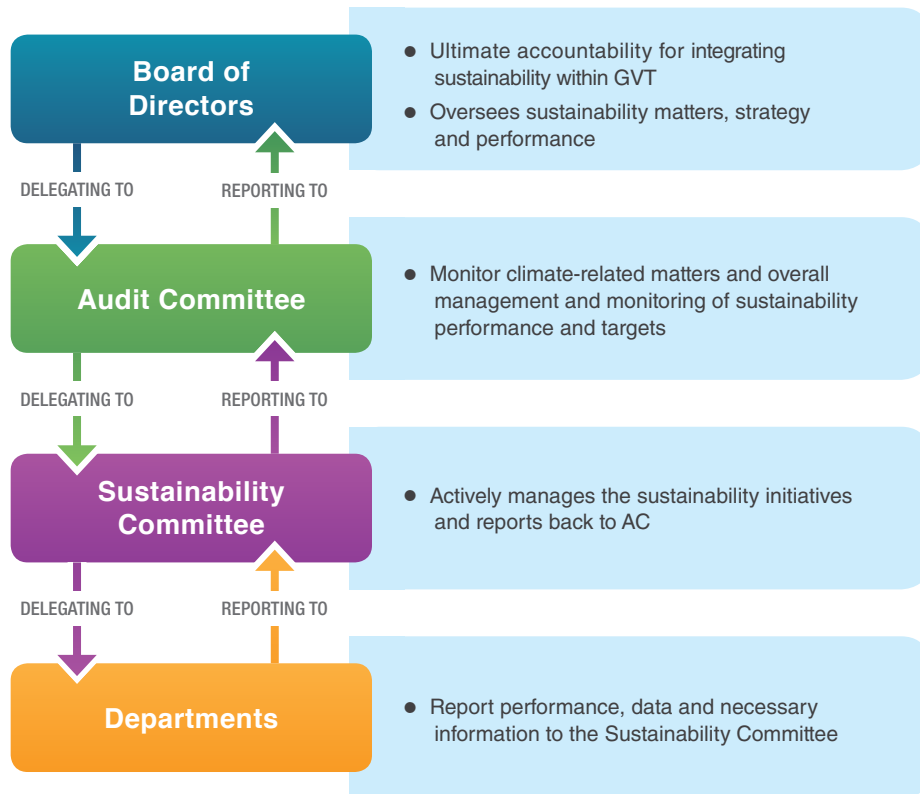 Board of
Directors
● Ultimate accountability for integrating
sustainability within GVT
● Oversees sustainability matters, strategy
and performance
DELEGATING TO
REPORTING TO
Audit Committee
● Monitor climate-related matters and overall
management and monitoring of sustainability
performance and targets
DELEGATING TO
REPORTING TO
Sustainability
Committee
● Actively manages the sustainability initiatives
and reports back to AC
DELEGATING TO
REPORTING TO
Departments
● Report performance, data and necessary
information to the Sustainability Committee